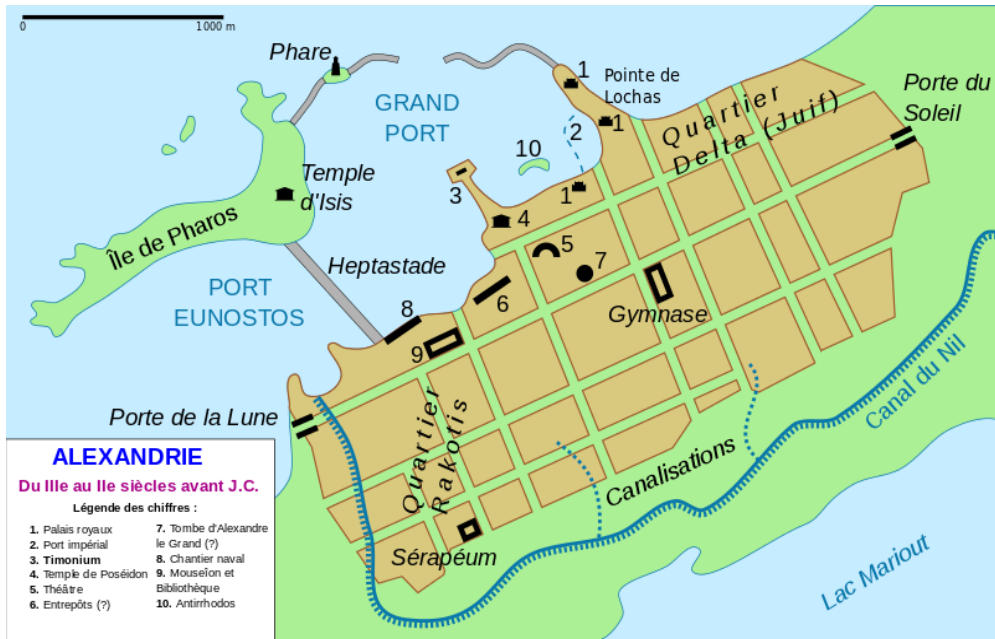 0
1000 m
Phare
1
Pointe de
Lochas
GRAND
PORT
2
1
Quartier
Delta (Juif)
Porte du
Soleil
10
Temple
d'Isis
3
1
4
Île de Pharos
5
Heptastade
7
PORT
EUNOSTOS
6
8
Gymnase
9
Canal du Nil
Porte de la Lune
Quartier
Rakotis
Canalisations
Sérapéum
Lac Mariout
ALEXANDRIE
Du IIIe au IIe siècles avant J.C.
Légende des chiffres :
1. Palais royaux
2. Port impérial
3. Timonium
4. Temple de Poséidon
5. Théâtre
6. Entrepôts (?)
7. Tombe d'Alexandre
le Grand (?)
8. Chantier naval
9. Mouseîon et
Bibliothèque
10. Antirrhodos